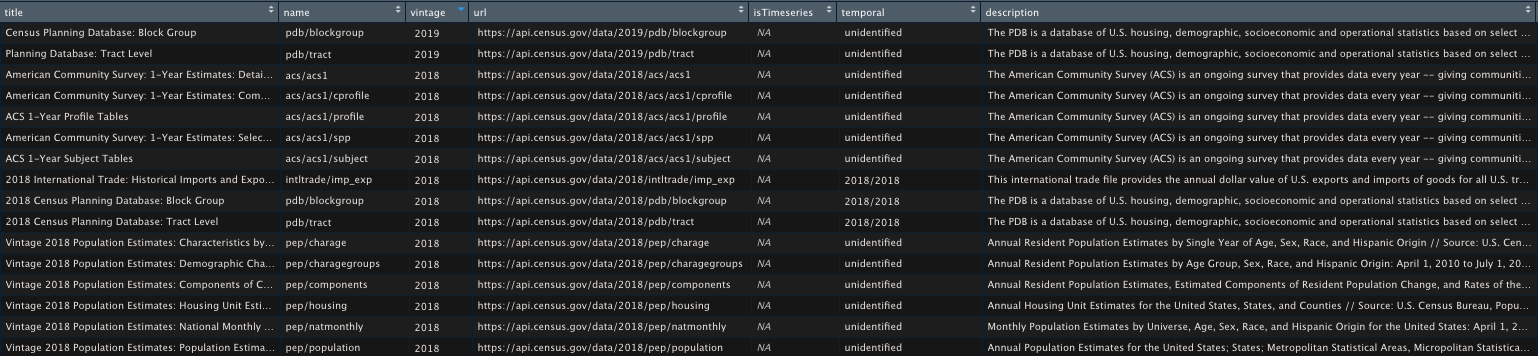 title name vintage url isTimeseries temporal description
Census Planning Database: Block Group pdb/blockgroup 2019 https://api.census.gov/data/2019/pdb/blockgroup NA unidentified The PDB is a database of U.S. housing, demographic, socioeconomic and operational statistics based on select ...
Planning Database: Tract Level pdb/tract 2019 https://api.census.gov/data/2019/pdb/tract NA unidentified The PDB is a database of U.S. housing, demographic, socioeconomic and operational statistics based on select ...
American Community Survey: 1-Year Estimates: Detai... acs/acs1 2018 https://api.census.gov/data/2018/acs/acs1 NA unidentified The American Community Survey (ACS) is an ongoing survey that provides data every year -- giving communiti...
American Community Survey: 1-Year Estimates: Com... acs/acs1/cprofile 2018 https://api.census.gov/data/2018/acs/acs1/cprofile NA unidentified The American Community Survey (ACS) is an ongoing survey that provides data every year -- giving communiti...
ACS 1-Year Profile Tables acs/acs1/profile 2018 https://api.census.gov/data/2018/acs/acs1/profile NA unidentified The American Community Survey (ACS) is an ongoing survey that provides data every year -- giving communiti...
American Community Survey: 1-Year Estimates: Selec... acs/acs1/spp 2018 https://api.census.gov/data/2018/acs/acs1/spp NA unidentified The American Community Survey (ACS) is an ongoing survey that provides data every year -- giving communiti...
ACS 1-Year Subject Tables acs/acs1/subject 2018 https://api.census.gov/data/2018/acs/acs1/subject NA unidentified The American Community Survey (ACS) is an ongoing survey that provides data every year -- giving communiti...
2018 International Trade: Historical Imports and Expo... intltrade/imp_exp 2018 https://api.census.gov/data/2018/intltrade/imp_exp NA 2018/2018 This international trade file provides the annual dollar value of U.S. exports and imports of goods for all U.S. tr...
2018 Census Planning Database: Block Group pdb/blockgroup 2018 https://api.census.gov/data/2018/pdb/blockgroup NA 2018/2018 The PDB is a database of U.S. housing, demographic, socioeconomic and operational statistics based on select ...
2018 Census Planning Database: Tract Level pdb/tract 2018 https://api.census.gov/data/2018/pdb/tract NA 2018/2018 The PDB is a database of U.S. housing, demographic, socioeconomic and operational statistics based on select ...
Vintage 2018 Population Estimates: Characteristics by... pep/charage 2018 https://api.census.gov/data/2018/pep/charage NA unidentified Annual Resident Population Estimates by Single Year of Age, Sex, Race, and Hispanic Origin // Source: U.S. Cen...
Vintage 2018 Population Estimates: Demographic Cha... pep/charagegroups 2018 https://api.census.gov/data/2018/pep/charagegroups NA unidentified Annual Resident Population Estimates by Age Group, Sex, Race, and Hispanic Origin: April 1, 2010 to July 1, 20...
Vintage 2018 Population Estimates: Components of C... pep/components 2018 https://api.census.gov/data/2018/pep/components NA unidentified Annual Resident Population Estimates, Estimated Components of Resident Population Change, and Rates of the...
Vintage 2018 Population Estimates: Housing Unit Esti... pep/housing 2018 https://api.census.gov/data/2018/pep/housing NA unidentified Annual Housing Unit Estimates for the United States, States, and Counties // Source: U.S. Census Bureau, Popu...
Vintage 2018 Population Estimates: National Monthly ... pep/natmonthly 2018 https://api.census.gov/data/2018/pep/natmonthly NA unidentified Monthly Population Estimates by Universe, Age, Sex, Race, and Hispanic Origin for the United States: April 1, 2...
Vintage 2018 Population Estimates: Population Estima... pep/population 2018 https://api.census.gov/data/2018/pep/population NA unidentified Annual Population Estimates for the United States; States; Metropolitan Statistical Areas, Micropolitan Statistica...